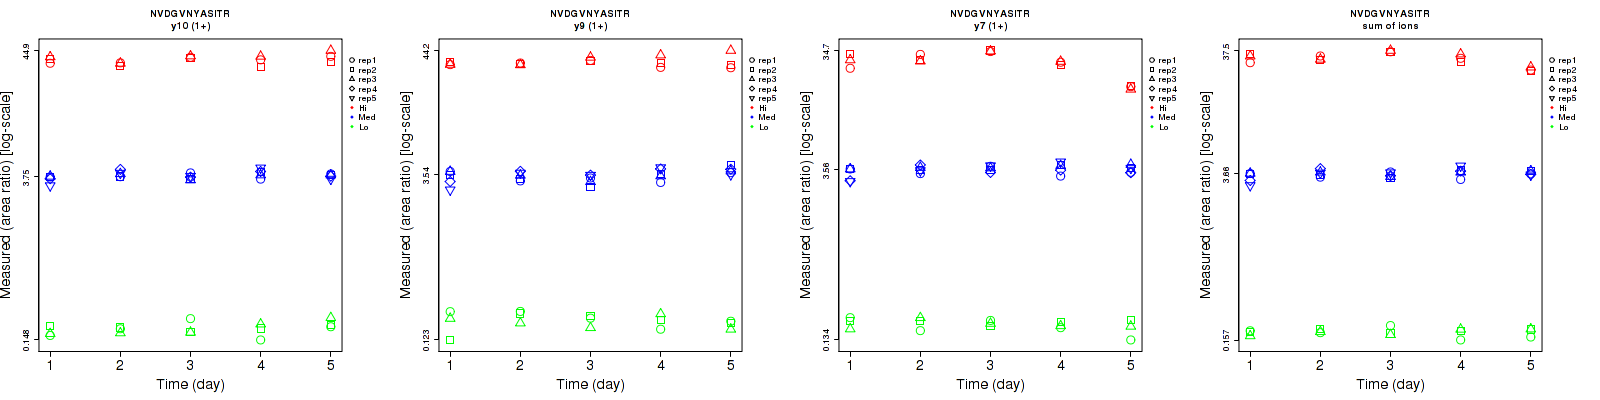 NVDGVNYASITR
y10 (1+)
Measured (area ratio) [log-scale]
44.9
3.75
0.148
1 2 3 4 5
Time (day)
rep1
rep2
rep3
rep4
rep5
Hi
Med
Lo
NVDGVNYASITR
y9 (1+)
Measured (area ratio) [log-scale]
44.2
3.54
0.123
1 2 3 4 5
Time (day)
rep1
rep2
rep3
rep4
rep5
Hi
Med
Lo
NVDGVNYASITR
y7 (1+)
Measured (area ratio) [log-scale]
34.7
3.56
0.134
1 2 3 4 5
Time (day)
rep1
rep2
rep3
rep4
rep5
Hi
Med
Lo
NVDGVNYASITR
sum of ions
Measured (area ratio) [log-scale]
37.5
3.68
0.157
1 2 3 4 5
Time (day)
rep1
rep2
rep3
rep4
rep5
Hi
Med
Lo